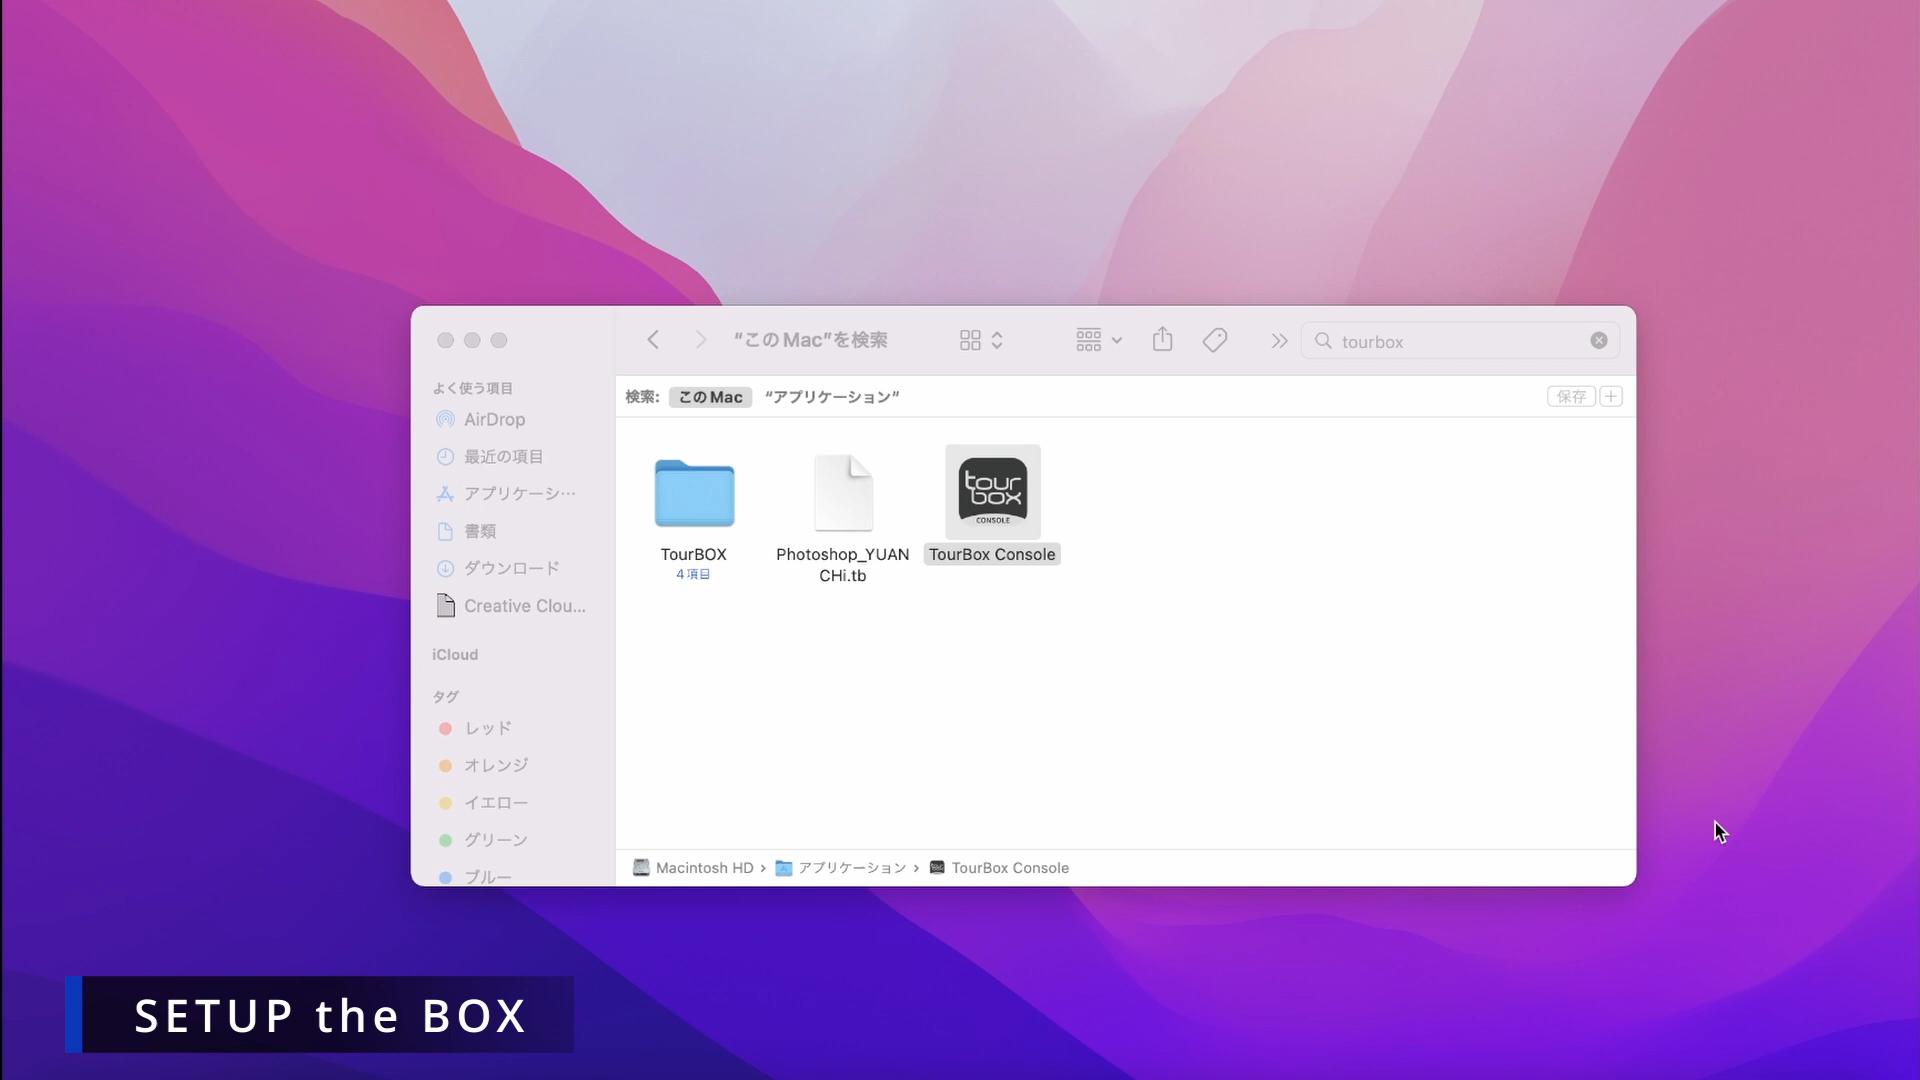 “このMac”を検索
tourbox
よく使う項目
AirDrop
最近の項目
アプリケーシ…
書類
ダウンロード
Creative Clou...
iCloud
タグ
レッド
オレンジ
イエロー
グリーン
ブルー
検索: このMac “アプリケーション” 保存
tour
box
CONSOLE
TourBOX
4項目
Photoshop_YUAN
CHi.tb
TourBox Console
Macintosh HD › アプリケーション › TourBox Console
SETUP the BOX